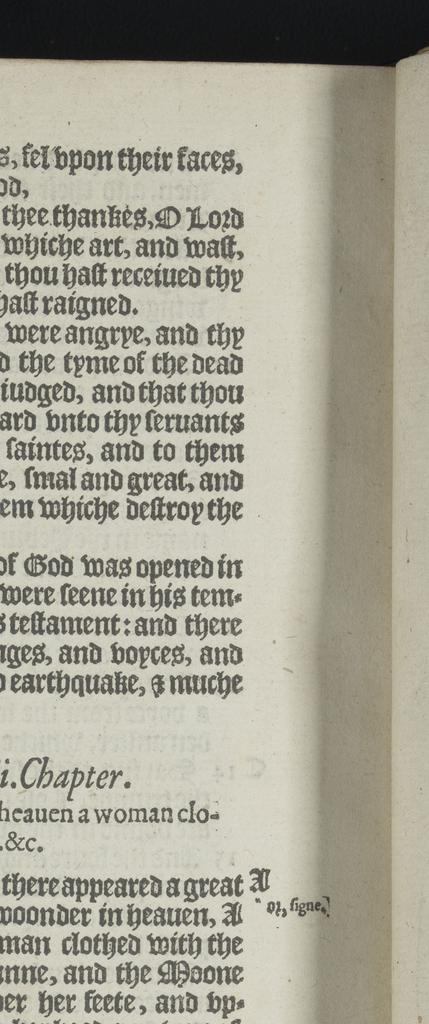 s, fel vpon their faces,
od,
thee thankes, O Lord
whiche art, and wast,
thou hast receiued thy
hast raigned.
were angrye, and thy
d the tyme of the dead
iudged, and that thou
ard vnto thy seruants
saintes, and to them
e, smal and great, and
em whiche destroy the
of God was opened in
were seene in his tem-
s testament: and there
nges, and voyces, and
d earthquake, & muche
i. Chapter.
heauen a woman clo-
.&c.
there appeared a great A
woonder in heauen, A " or, signe.
man clothed with the
unne, and the Moone
er her feete, and vp-